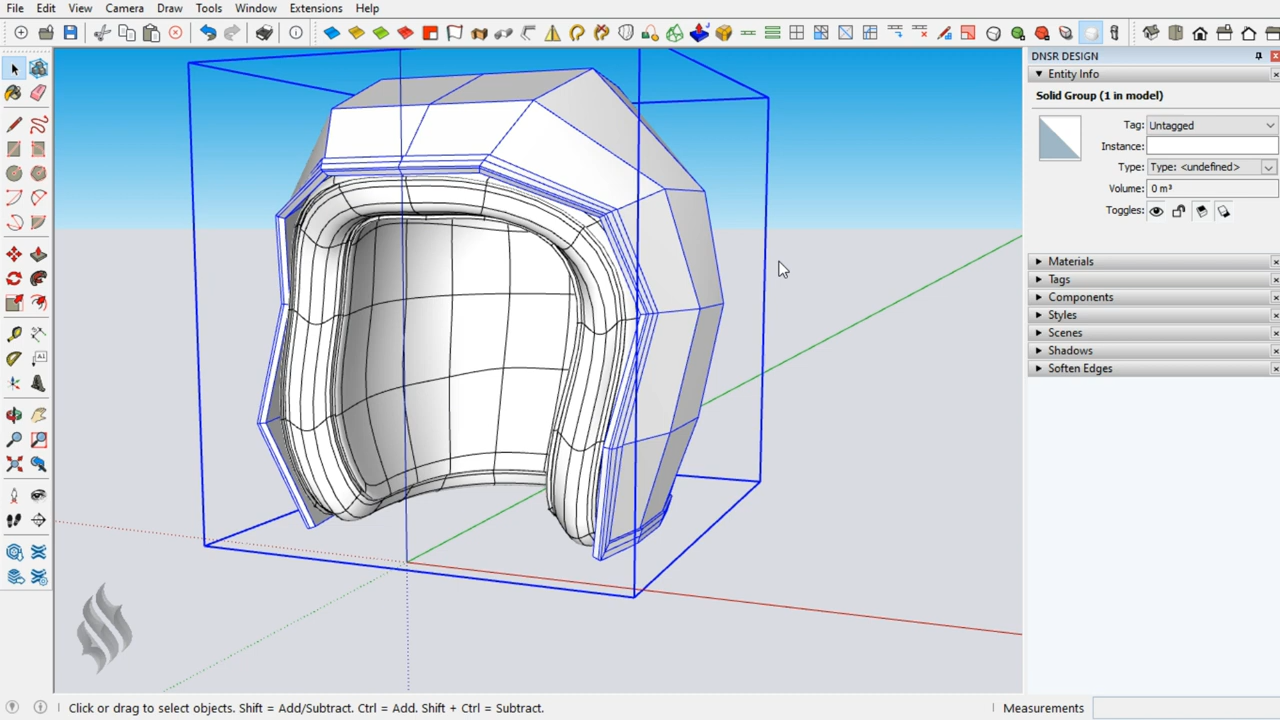 File Edit View Camera Draw Tools Window Extensions Help
DNSR DESIGN
Entity Info
Solid Group (1 in model)
Tag: Untagged
Instance:
Type: Type: <undefined>
Volume: 0 m³
Toggles:
Materials
Tags
Components
Styles
Scenes
Shadows
Soften Edges
Click or drag to select objects. Shift = Add/Subtract. Ctrl = Add. Shift + Ctrl = Subtract.
Measurements